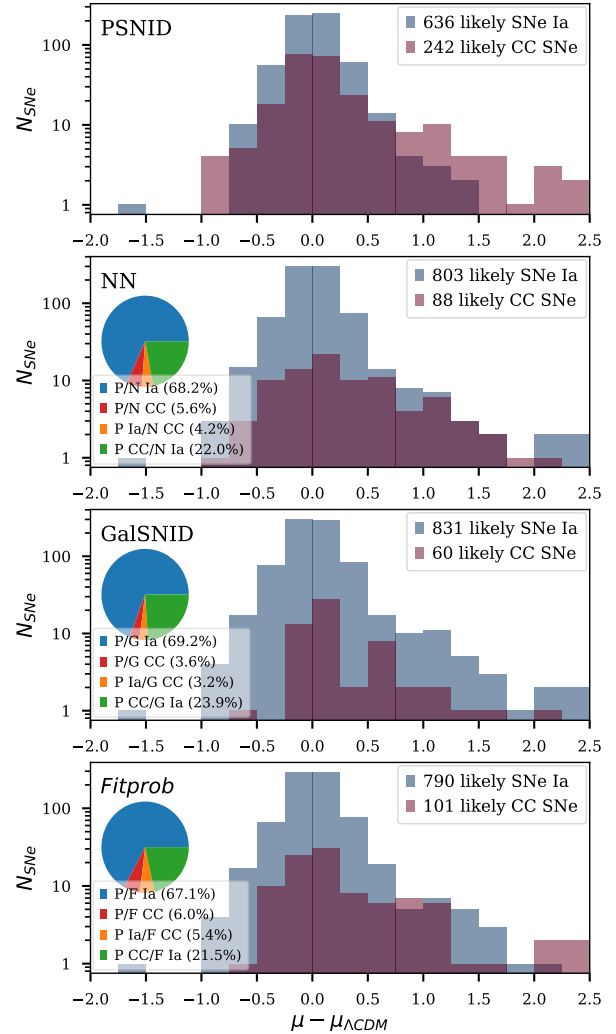 PSNID
636 likely SNe Ia
242 likely CC SNe
N_SNe
100
10
1
−2.0 −1.5 −1.0 −0.5 0.0 0.5 1.0 1.5 2.0 2.5
NN
803 likely SNe Ia
88 likely CC SNe
N_SNe
100
10
1
P/N Ia (68.2%)
P/N CC (5.6%)
P Ia/N CC (4.2%)
P CC/N Ia (22.0%)
−2.0 −1.5 −1.0 −0.5 0.0 0.5 1.0 1.5 2.0 2.5
GalSNID
831 likely SNe Ia
60 likely CC SNe
N_SNe
100
10
1
P/G Ia (69.2%)
P/G CC (3.6%)
P Ia/G CC (3.2%)
P CC/G Ia (23.9%)
−2.0 −1.5 −1.0 −0.5 0.0 0.5 1.0 1.5 2.0 2.5
Fitprob
790 likely SNe Ia
101 likely CC SNe
N_SNe
100
10
1
P/F Ia (67.1%)
P/F CC (6.0%)
P Ia/F CC (5.4%)
P CC/F Ia (21.5%)
−2.0 −1.5 −1.0 −0.5 0.0 0.5 1.0 1.5 2.0 2.5
μ − μ_ΛCDM